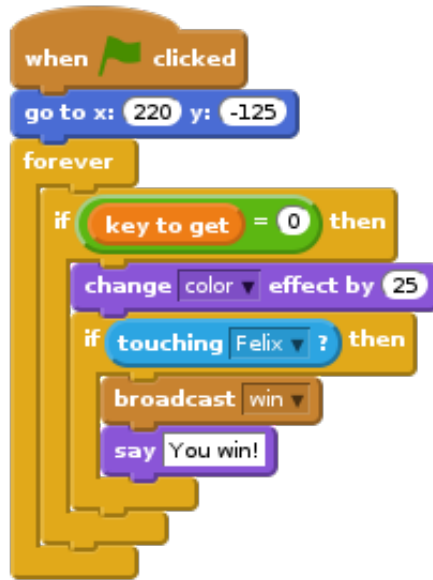 when clicked
go to x: 220 y: -125
forever
if key to get = 0 then
change color effect by 25
if touching Felix ? then
broadcast win
say You win!